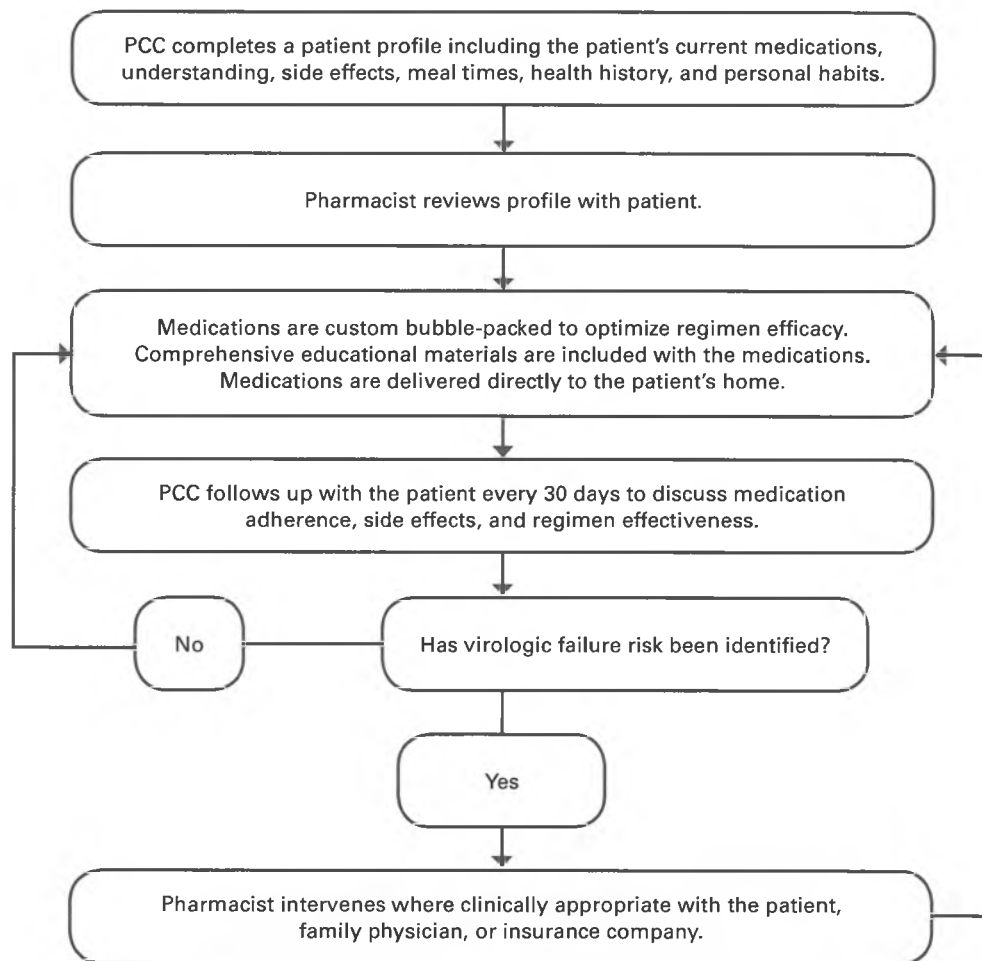 PCC completes a patient profile including the patient's current medications,
understanding, side effects, meal times, health history, and personal habits.
Pharmacist reviews profile with patient.
Medications are custom bubble-packed to optimize regimen efficacy.
Comprehensive educational materials are included with the medications.
Medications are delivered directly to the patient's home.
PCC follows up with the patient every 30 days to discuss medication
adherence, side effects, and regimen effectiveness.
No
Has virologic failure risk been identified?
Yes
Pharmacist intervenes where clinically appropriate with the patient,
family physician, or insurance company.